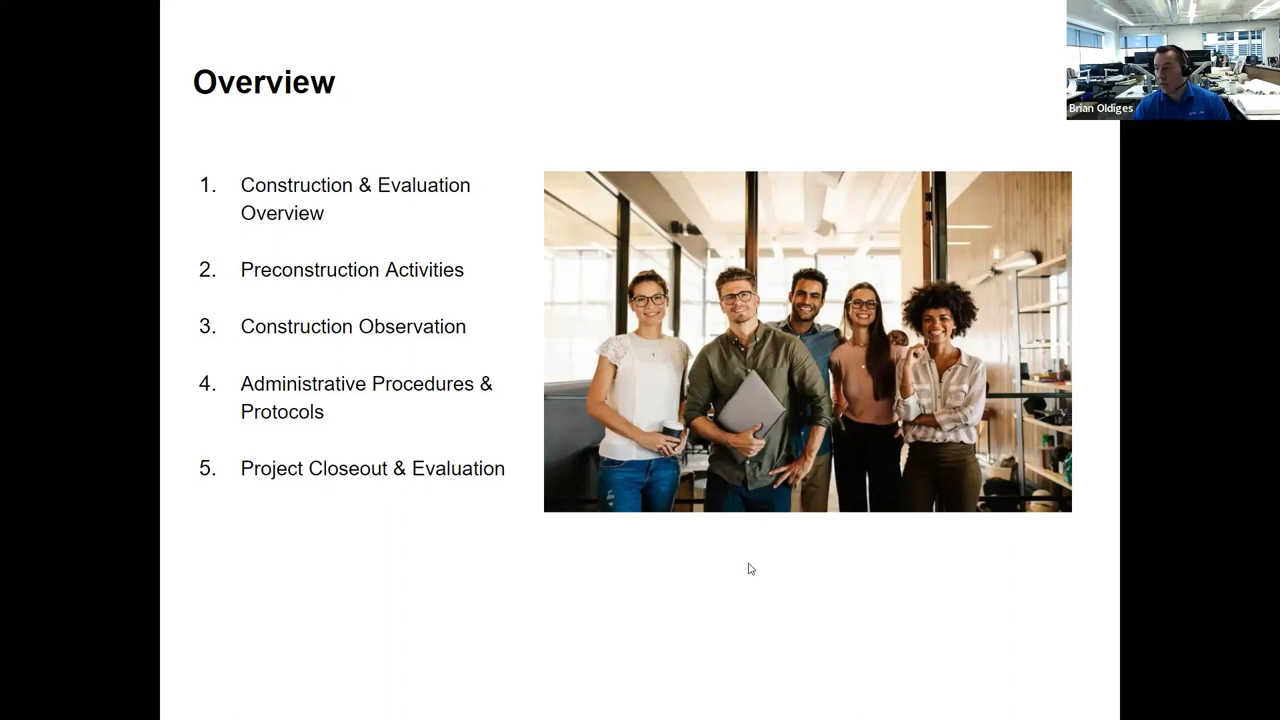 Overview
1. Construction & Evaluation
Overview
2. Preconstruction Activities
3. Construction Observation
4. Administrative Procedures &
Protocols
5. Project Closeout & Evaluation
Brian Oldiges